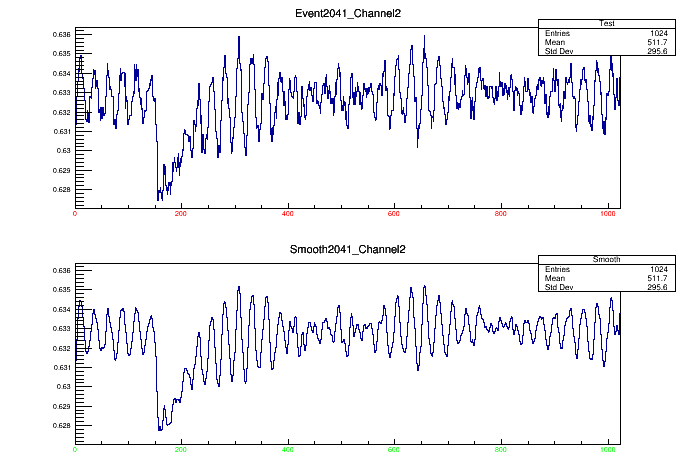 Event2041_Channel2
Test
Entries 1024
Mean 511.7
Std Dev 295.6
0.636
0.635
0.634
0.633
0.632
0.631
0.63
0.629
0.628
0 200 400 600 800 1000
Smooth2041_Channel2
Smooth
Entries 1024
Mean 511.7
Std Dev 295.6
0.636
0.635
0.634
0.633
0.632
0.631
0.63
0.629
0.628
0 200 400 600 800 1000